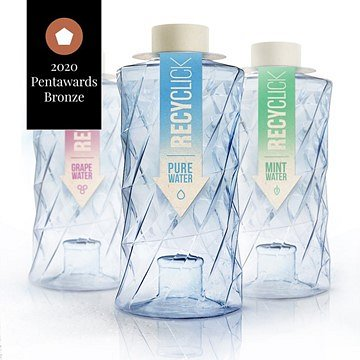 2020
Pentawards
Bronze
RE
GRAPE
WATER
RECYCLICK
PURE
WATER
RECYCLICK
MINT
WATER